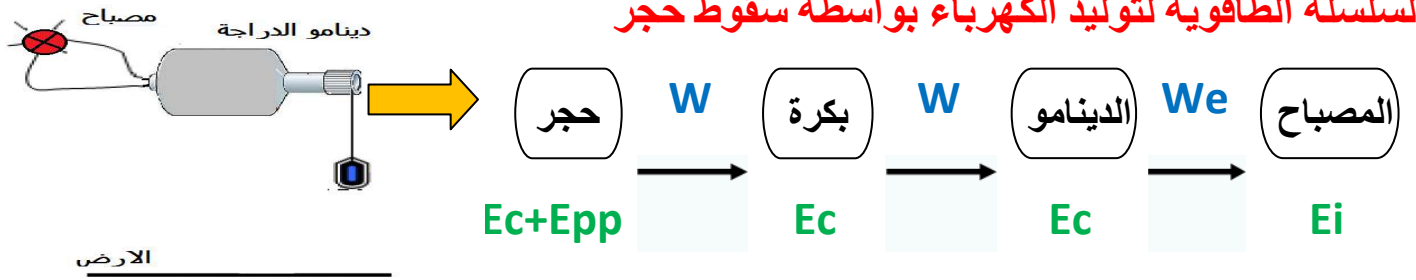 لسلسلة الطاقوية لتوليد الكهرباء بواسطة سقوط حجر
مصباح
دينامو الدراجة
حجر W بكرة W الدينامو We المصباح
Ec+Epp Ec Ec Ei
الارض